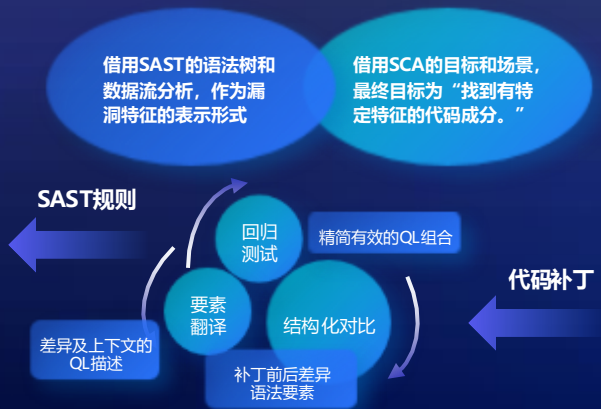 借用SAST的语法树和
数据流分析，作为漏
洞特征的表示形式
借用SCA的目标和场景，
最终目标为“找到有特
定特征的代码成分。”
SAST规则
回归
测试
精简有效的QL组合
代码补丁
要素
翻译
结构化对比
差异及上下文的
QL描述
补丁前后差异
语法要素